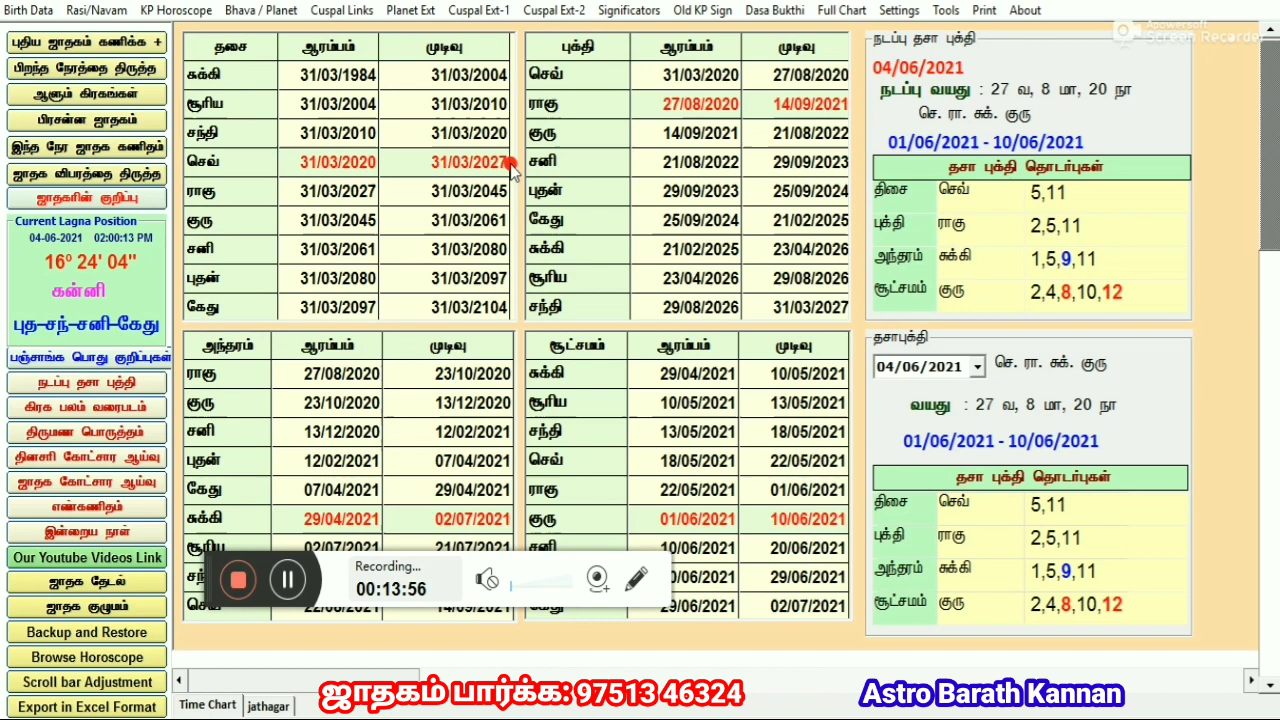 Birth Data Rasi/Navam KP Horoscope Bhava / Planet Cuspal Links Planet Ext Cuspal Ext-1 Cuspal Ext-2 Significators Old KP Sign Dasa Bukthi Full Chart Settings Tools Print About
Apowersoft
Screen Recorder
புதிய ஜாதகம் கணிக்க +
பிறந்த நேரத்தை திருத்த
ஆளும் கிரகங்கள்
பிரசன்ன ஜாதகம்
இந்த நேர ஜாதக கணிதம்
ஜாதக விபரத்தை திருத்த
ஜாதகரின் குறிப்பு
Current Lagna Position
04-06-2021 02:00:13 PM
16º 24' 04"
கன்னி
புத-சந்-சனி-கேது
பஞ்சாங்க பொது குறிப்புகள்
நடப்பு தசா புத்தி
கிரக பலம் வரைபடம்
திருமண பொருத்தம்
தினசரி கோட்சார ஆய்வு
ஜாதக கோட்சார ஆய்வு
எண்கணிதம்
இன்றைய நாள்
Our Youtube Videos Link
ஜாதக தேடல்
ஜாதக குழுமம்
Backup and Restore
Browse Horoscope
Scroll bar Adjustment
Export in Excel Format
தசை ஆரம்பம் முடிவு
சுக்கி 31/03/1984 31/03/2004
சூரிய 31/03/2004 31/03/2010
சந்தி 31/03/2010 31/03/2020
செவ் 31/03/2020 31/03/2027
ராகு 31/03/2027 31/03/2045
குரு 31/03/2045 31/03/2061
சனி 31/03/2061 31/03/2080
புதன் 31/03/2080 31/03/2097
கேது 31/03/2097 31/03/2104
புக்தி ஆரம்பம் முடிவு
செவ் 31/03/2020 27/08/2020
ராகு 27/08/2020 14/09/2021
குரு 14/09/2021 21/08/2022
சனி 21/08/2022 29/09/2023
புதன் 29/09/2023 25/09/2024
கேது 25/09/2024 21/02/2025
சுக்கி 21/02/2025 23/04/2026
சூரிய 23/04/2026 29/08/2026
சந்தி 29/08/2026 31/03/2027
நடப்பு தசா புக்தி
04/06/2021
நடப்பு வயது : 27 வ, 8 மா, 20 நா
செ. ரா. சுக். குரு
01/06/2021 - 10/06/2021
தசா புக்தி தொடர்புகள்
திசை செவ் 5,11
புக்தி ராகு 2,5,11
அந்தரம் சுக்கி 1,5,9,11
சூட்சமம் குரு 2,4,8,10,12
அந்தரம் ஆரம்பம் முடிவு
ராகு 27/08/2020 23/10/2020
குரு 23/10/2020 13/12/2020
சனி 13/12/2020 12/02/2021
புதன் 12/02/2021 07/04/2021
கேது 07/04/2021 29/04/2021
சுக்கி 29/04/2021 02/07/2021
சூரிய 02/07/2021 21/07/2021
செவ் 22/08/2021 14/09/2021
சூட்சமம் ஆரம்பம் முடிவு
சுக்கி 29/04/2021 10/05/2021
சூரிய 10/05/2021 13/05/2021
சந்தி 13/05/2021 18/05/2021
செவ் 18/05/2021 22/05/2021
ராகு 22/05/2021 01/06/2021
குரு 01/06/2021 10/06/2021
சனி 10/06/2021 20/06/2021
20/06/2021 29/06/2021
கேது 29/06/2021 02/07/2021
தசாபுக்தி
04/06/2021 செ. ரா. சுக். குரு
வயது : 27 வ, 8 மா, 20 நா
01/06/2021 - 10/06/2021
தசா புக்தி தொடர்புகள்
திசை செவ் 5,11
புக்தி ராகு 2,5,11
அந்தரம் சுக்கி 1,5,9,11
சூட்சமம் குரு 2,4,8,10,12
Recording...
00:13:56
Time Chart jathagar
ஜாதகம் பார்க்க: 97513 46324
Astro Barath Kannan